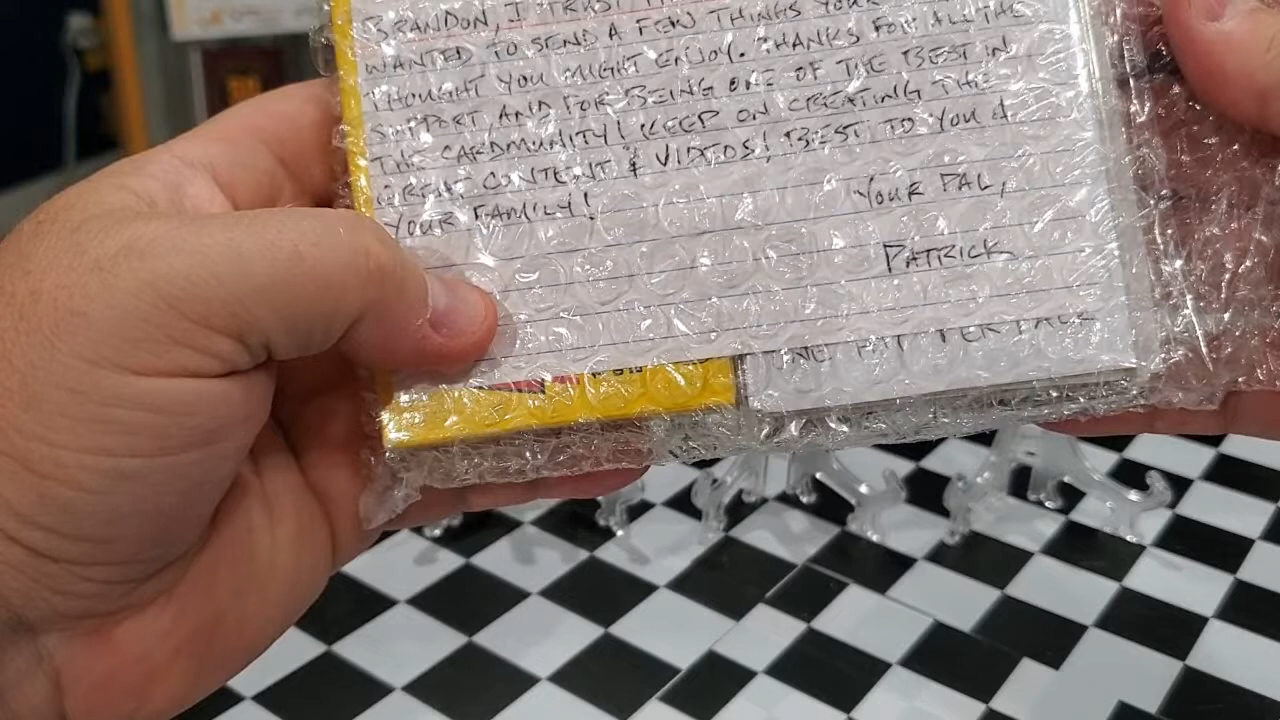 BRANDON, I TRUST
WANTED TO SEND A FEW THINGS YOUR
THOUGHT YOU MIGHT ENJOY. THANKS FOR ALL THE
SUPPORT, AND FOR BEING ONE OF THE BEST IN
THE CARDMUNITY! KEEP ON CREATING THE
GREAT CONTENT & VIDEOS! BEST TO YOU &
YOUR FAMILY!
YOUR PAL,
PATRICK